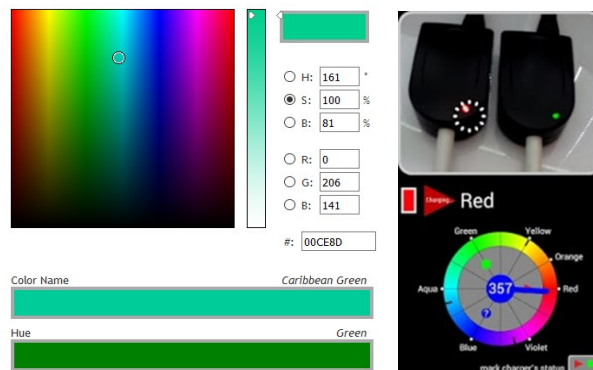 H: 161 °
S: 100 %
B: 81 %
R: 0
G: 206
B: 141
#: 00CE8D
Color Name Caribbean Green
Hue Green
Charging... Red
Green Yellow
Orange
Aqua 357 Red
?
Blue Violet
mark charger's status